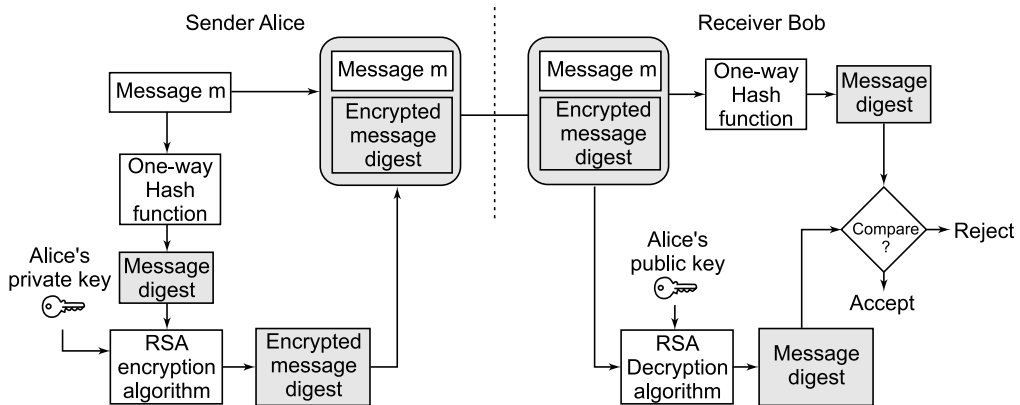 Sender Alice
Receiver Bob
Message m
Message m
Encrypted
message
digest
One-way
Hash
function
Alice's
private key
Message
digest
RSA
encryption
algorithm
Encrypted
message
digest
Message m
Encrypted
message
digest
One-way
Hash
function
Message
digest
Compare
?
Reject
Accept
Alice's
public key
RSA
Decryption
algorithm
Message
digest